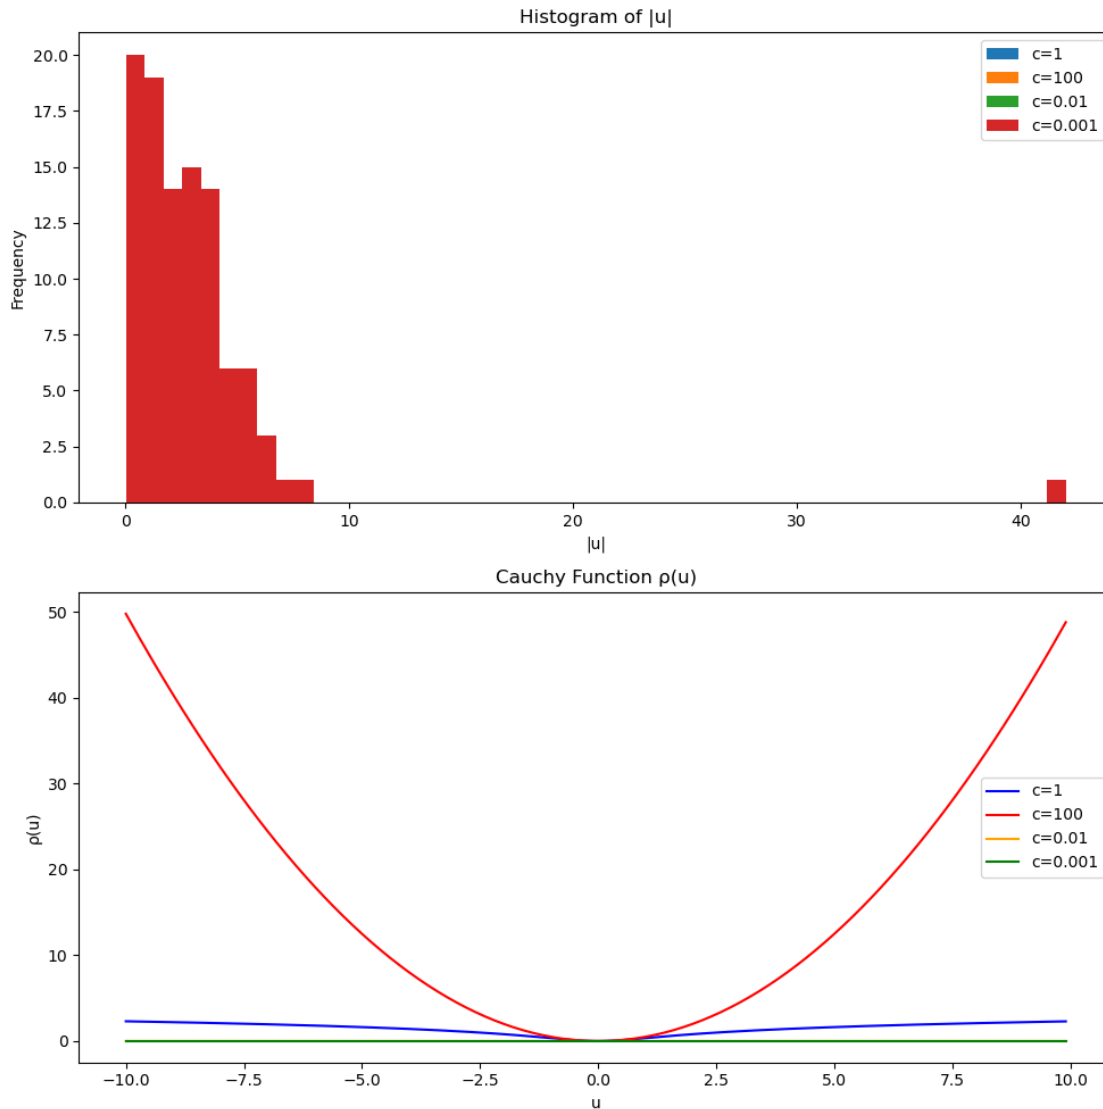 Histogram of |u|
20.0
17.5
15.0
12.5
10.0
7.5
5.0
2.5
0.0
Frequency
c=1
c=100
c=0.01
c=0.001
0
10
20
30
40
|u|
Cauchy Function ρ(u)
50
40
30
20
10
0
ρ(u)
c=1
c=100
c=0.01
c=0.001
−10.0
−7.5
−5.0
−2.5
0.0
2.5
5.0
7.5
10.0
u